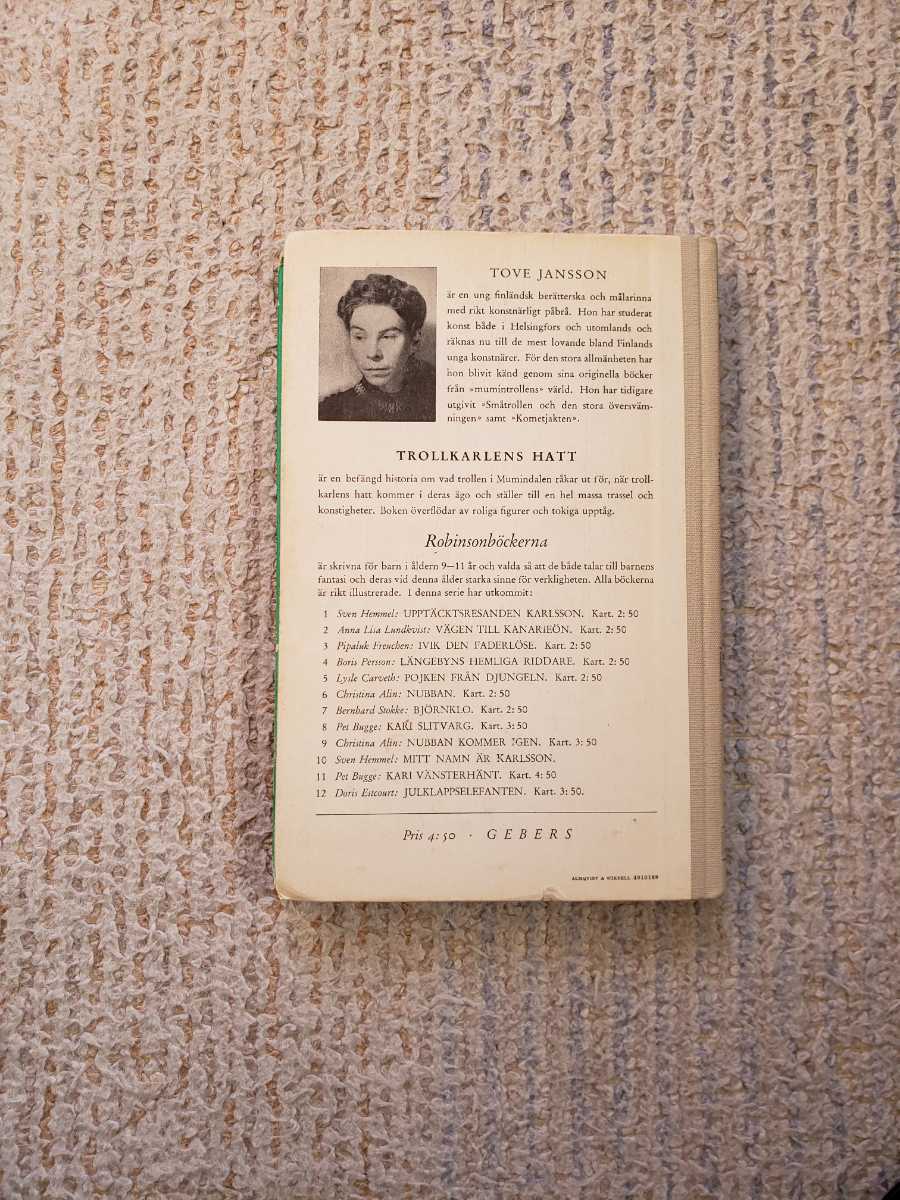 TOVE JANSSON
är en ung finländsk berätterska och målarinna
med rikt konstnärligt påbrå. Hon har studerat
konst både i Helsingfors och utomlands och
räknas nu till de mest lovande bland Finlands
unga konstnärer. För den stora allmänheten har
hon blivit känd genom sina originella böcker
från »mumintrollens» värld. Hon har tidigare
utgivit »Småtrollen och den stora översväm-
ningen» samt »Kometjakten».
TROLLKARLENS HATT
är en befängd historia om vad trollen i Mumindalen råkar ut för, när troll-
karlens hatt kommer i deras ägo och ställer till en hel massa trassel och
konstigheter. Boken överflödar av roliga figurer och tokiga upptåg.
Robinsonböckerna
är skrivna för barn i åldern 9—11 år och valda så att de både talar till barnens
fantasi och deras vid denna ålder starka sinne för verkligheten. Alla böckerna
är rikt illustrerade. I denna serie har utkommit:
1 Sven Hemmel: UPPTÄCKTSRESANDEN KARLSSON. Kart. 2: 50
2 Anna Lisa Lundkvist: VÄGEN TILL KANARIEÖN. Kart. 2: 50
3 Pipaluk Freuchen: IVIK DEN FADERLÖSE. Kart. 2: 50
4 Boris Persson: LÅNGEBYNS HEMLIGA RIDDARE. Kart. 2: 50
5 Lysle Carveth: POJKEN FRÅN DJUNGELN. Kart. 2: 50
6 Christina Alin: NUBBAN. Kart. 2: 50
7 Bernhard Stokke: BJÖRNKLO. Kart. 2: 50
8 Pet Bugge: KARI SLITVARG. Kart. 3: 50
9 Christina Alin: NUBBAN KOMMER IGEN. Kart. 3: 50
10 Sven Hemmel: MITT NAMN ÄR KARLSSON.
11 Pet Bugge: KARI VÄNSTERHÄNT. Kart. 4: 50
12 Doris Estcourt: JULKLAPPSELEFANTEN. Kart. 3: 50.
Pris 4: 50 · GEBERS
ALMQVIST & WIKSELL 4810189